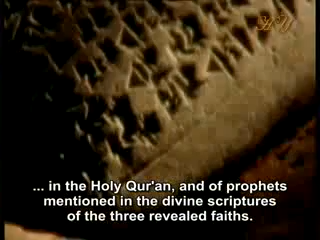 ... in the Holy Qur'an, and of prophets
mentioned in the divine scriptures
of the three revealed faiths.